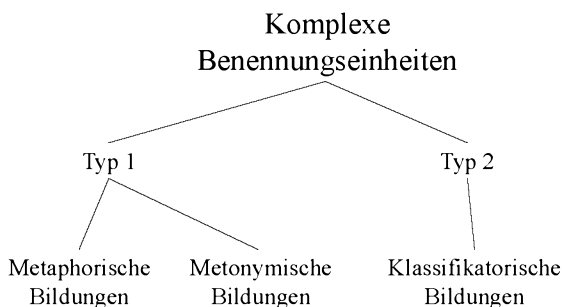 Komplexe
Benennungseinheiten
Typ 1
Typ 2
Metaphorische
Bildungen
Metonymische
Bildungen
Klassifikatorische
Bildungen